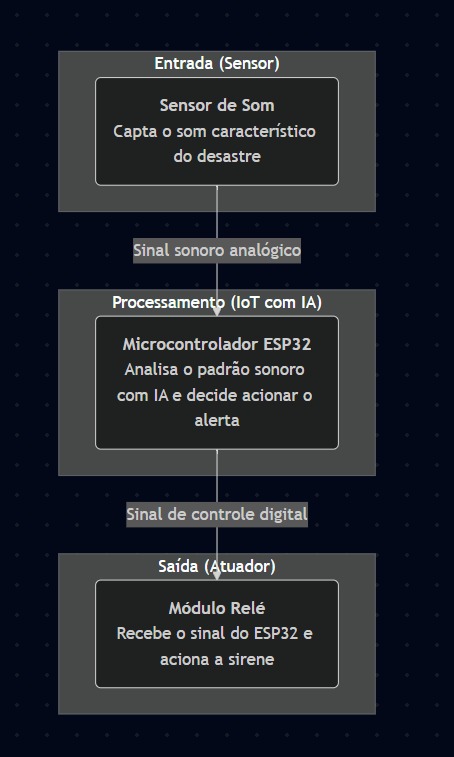 Entrada (Sensor)
Sensor de Som
Capta o som característico
do desastre
Sinal sonoro analógico
Processamento (IoT com IA)
Microcontrolador ESP32
Analisa o padrão sonoro
com IA e decide acionar o
alerta
Sinal de controle digital
Saída (Atuador)
Módulo Relé
Recebe o sinal do ESP32 e
aciona a sirene